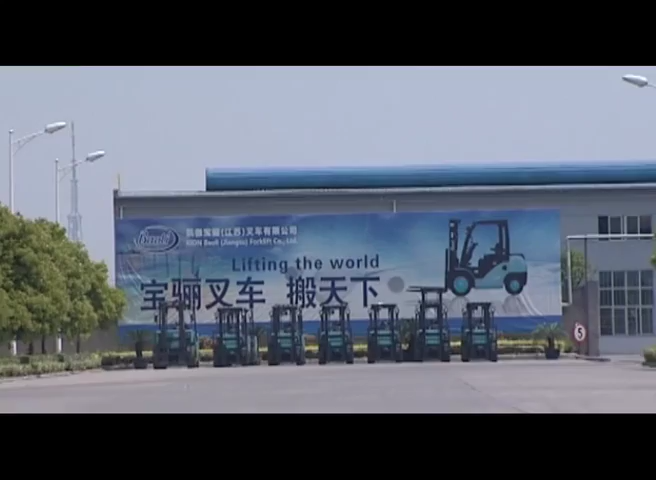 Baoli
凯傲宝骊(江苏)叉车有限公司
KION Baoli (Jiangsu) Forklift Co., Ltd.
Lifting the world
宝骊叉车 搬天下
5